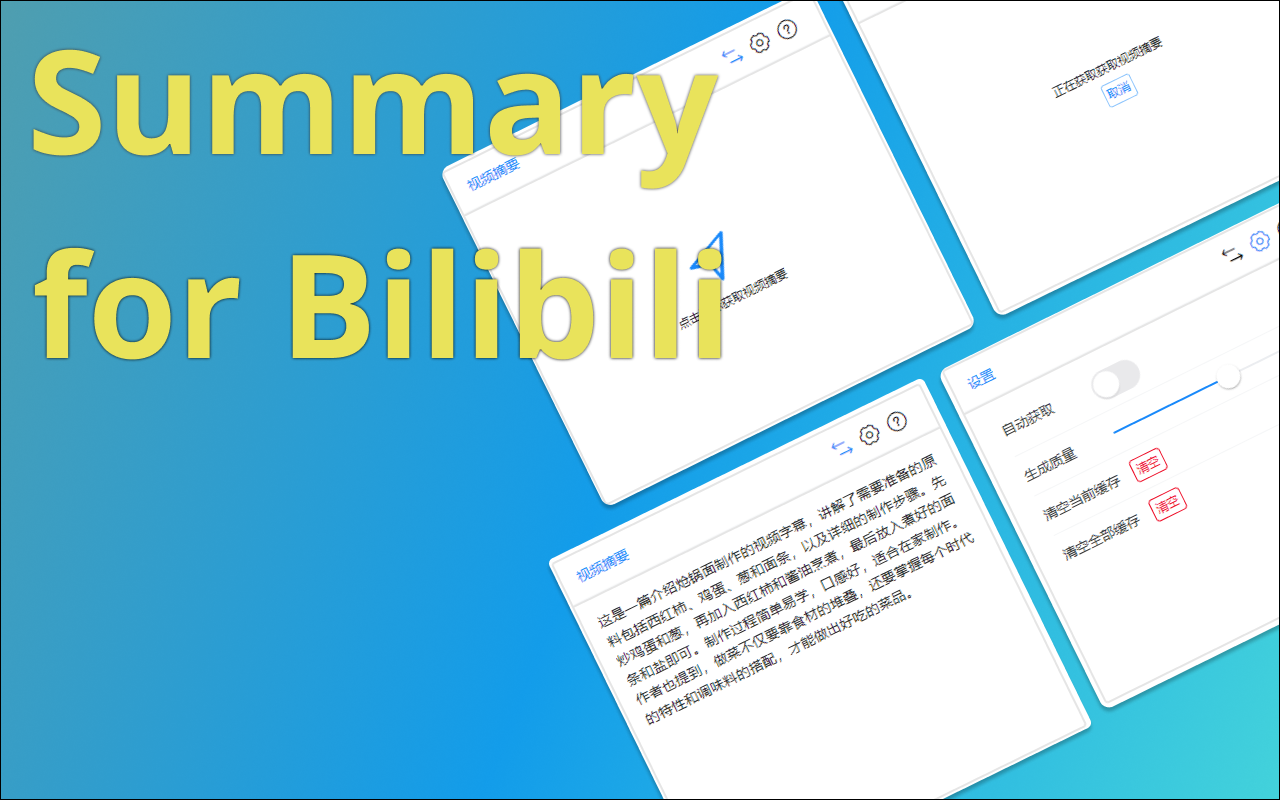 Summary
for Bilibili
视频摘要
点击
获取视频摘要
正在获取获取视频摘要
取消
视频摘要
这是一篇介绍炝锅面制作的视频字幕，讲解了需要准备的原
料包括西红柿、鸡蛋、葱和面条，以及详细的制作步骤。先
炒鸡蛋和葱，再加入西红柿和酱油烹煮，最后放入煮好的面
条和盐即可。制作过程简单易学，口感好，适合在家制作。
作者也提到，做菜不仅要靠食材的堆叠，还要掌握每个时代
的特性和调味料的搭配，才能做出好吃的菜品。
设置
自动获取
生成质量
清空当前缓存 清空
清空全部缓存 清空